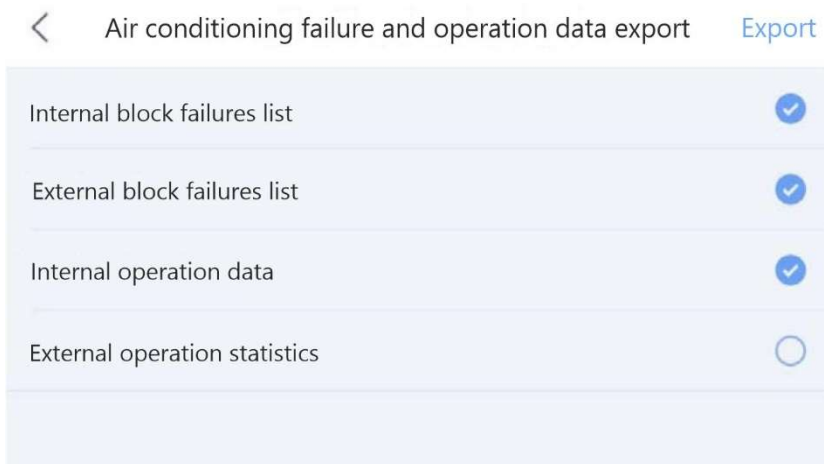 Air conditioning failure and operation data export Export
Internal block failures list
External block failures list
Internal operation data
External operation statistics